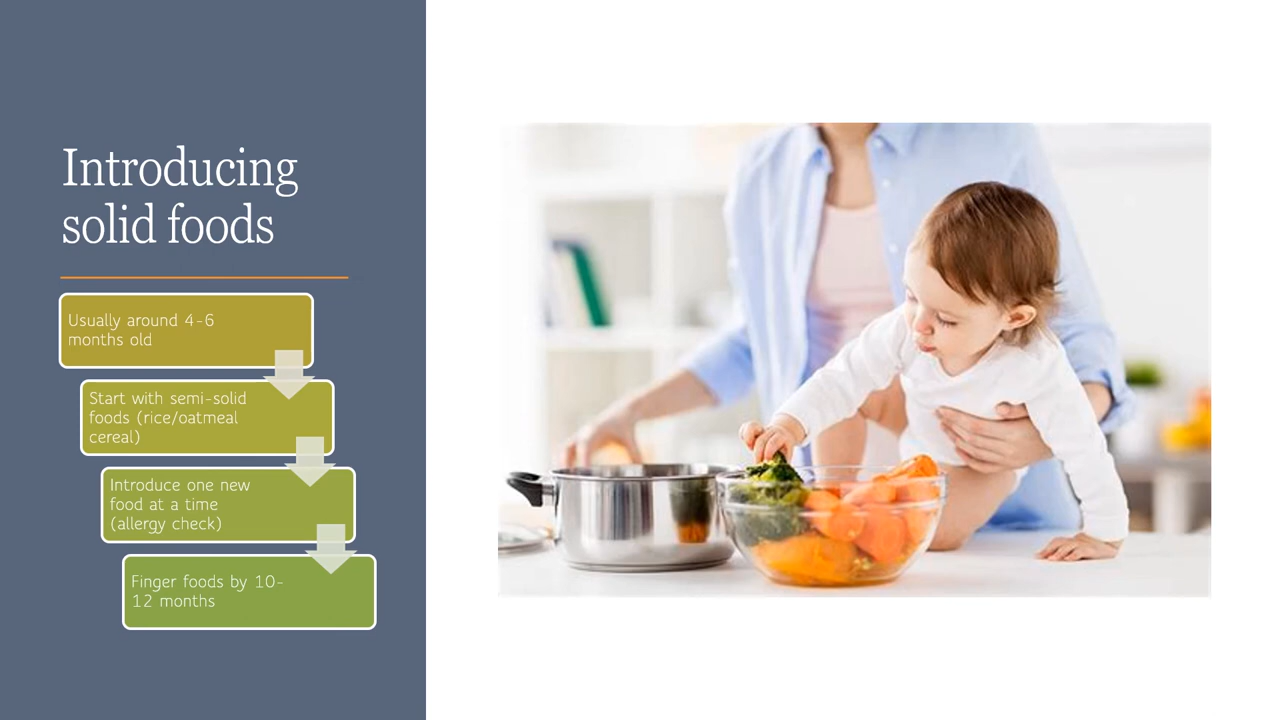 Introducing
solid foods
Usually around 4-6
months old
Start with semi-solid
foods (rice/oatmeal
cereal)
Introduce one new
food at a time
(allergy check)
Finger foods by 10-
12 months